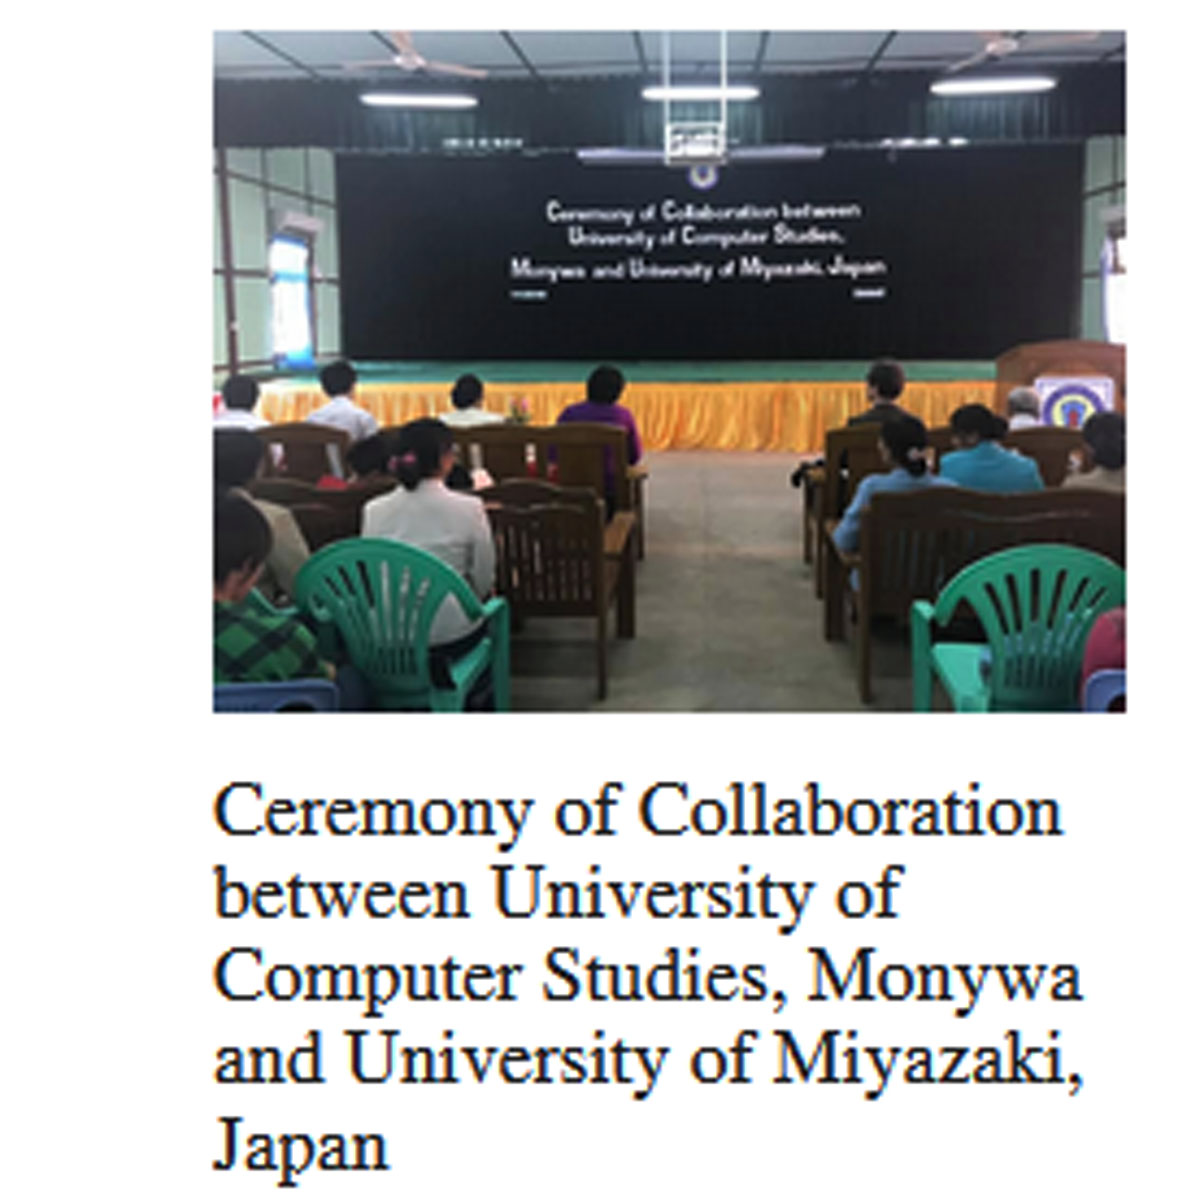 Ceremony of Collaboration between
University of Computer Studies,
Monywa and University of Miyazaki, Japan
Ceremony of Collaboration
between University of
Computer Studies, Monywa
and University of Miyazaki,
Japan